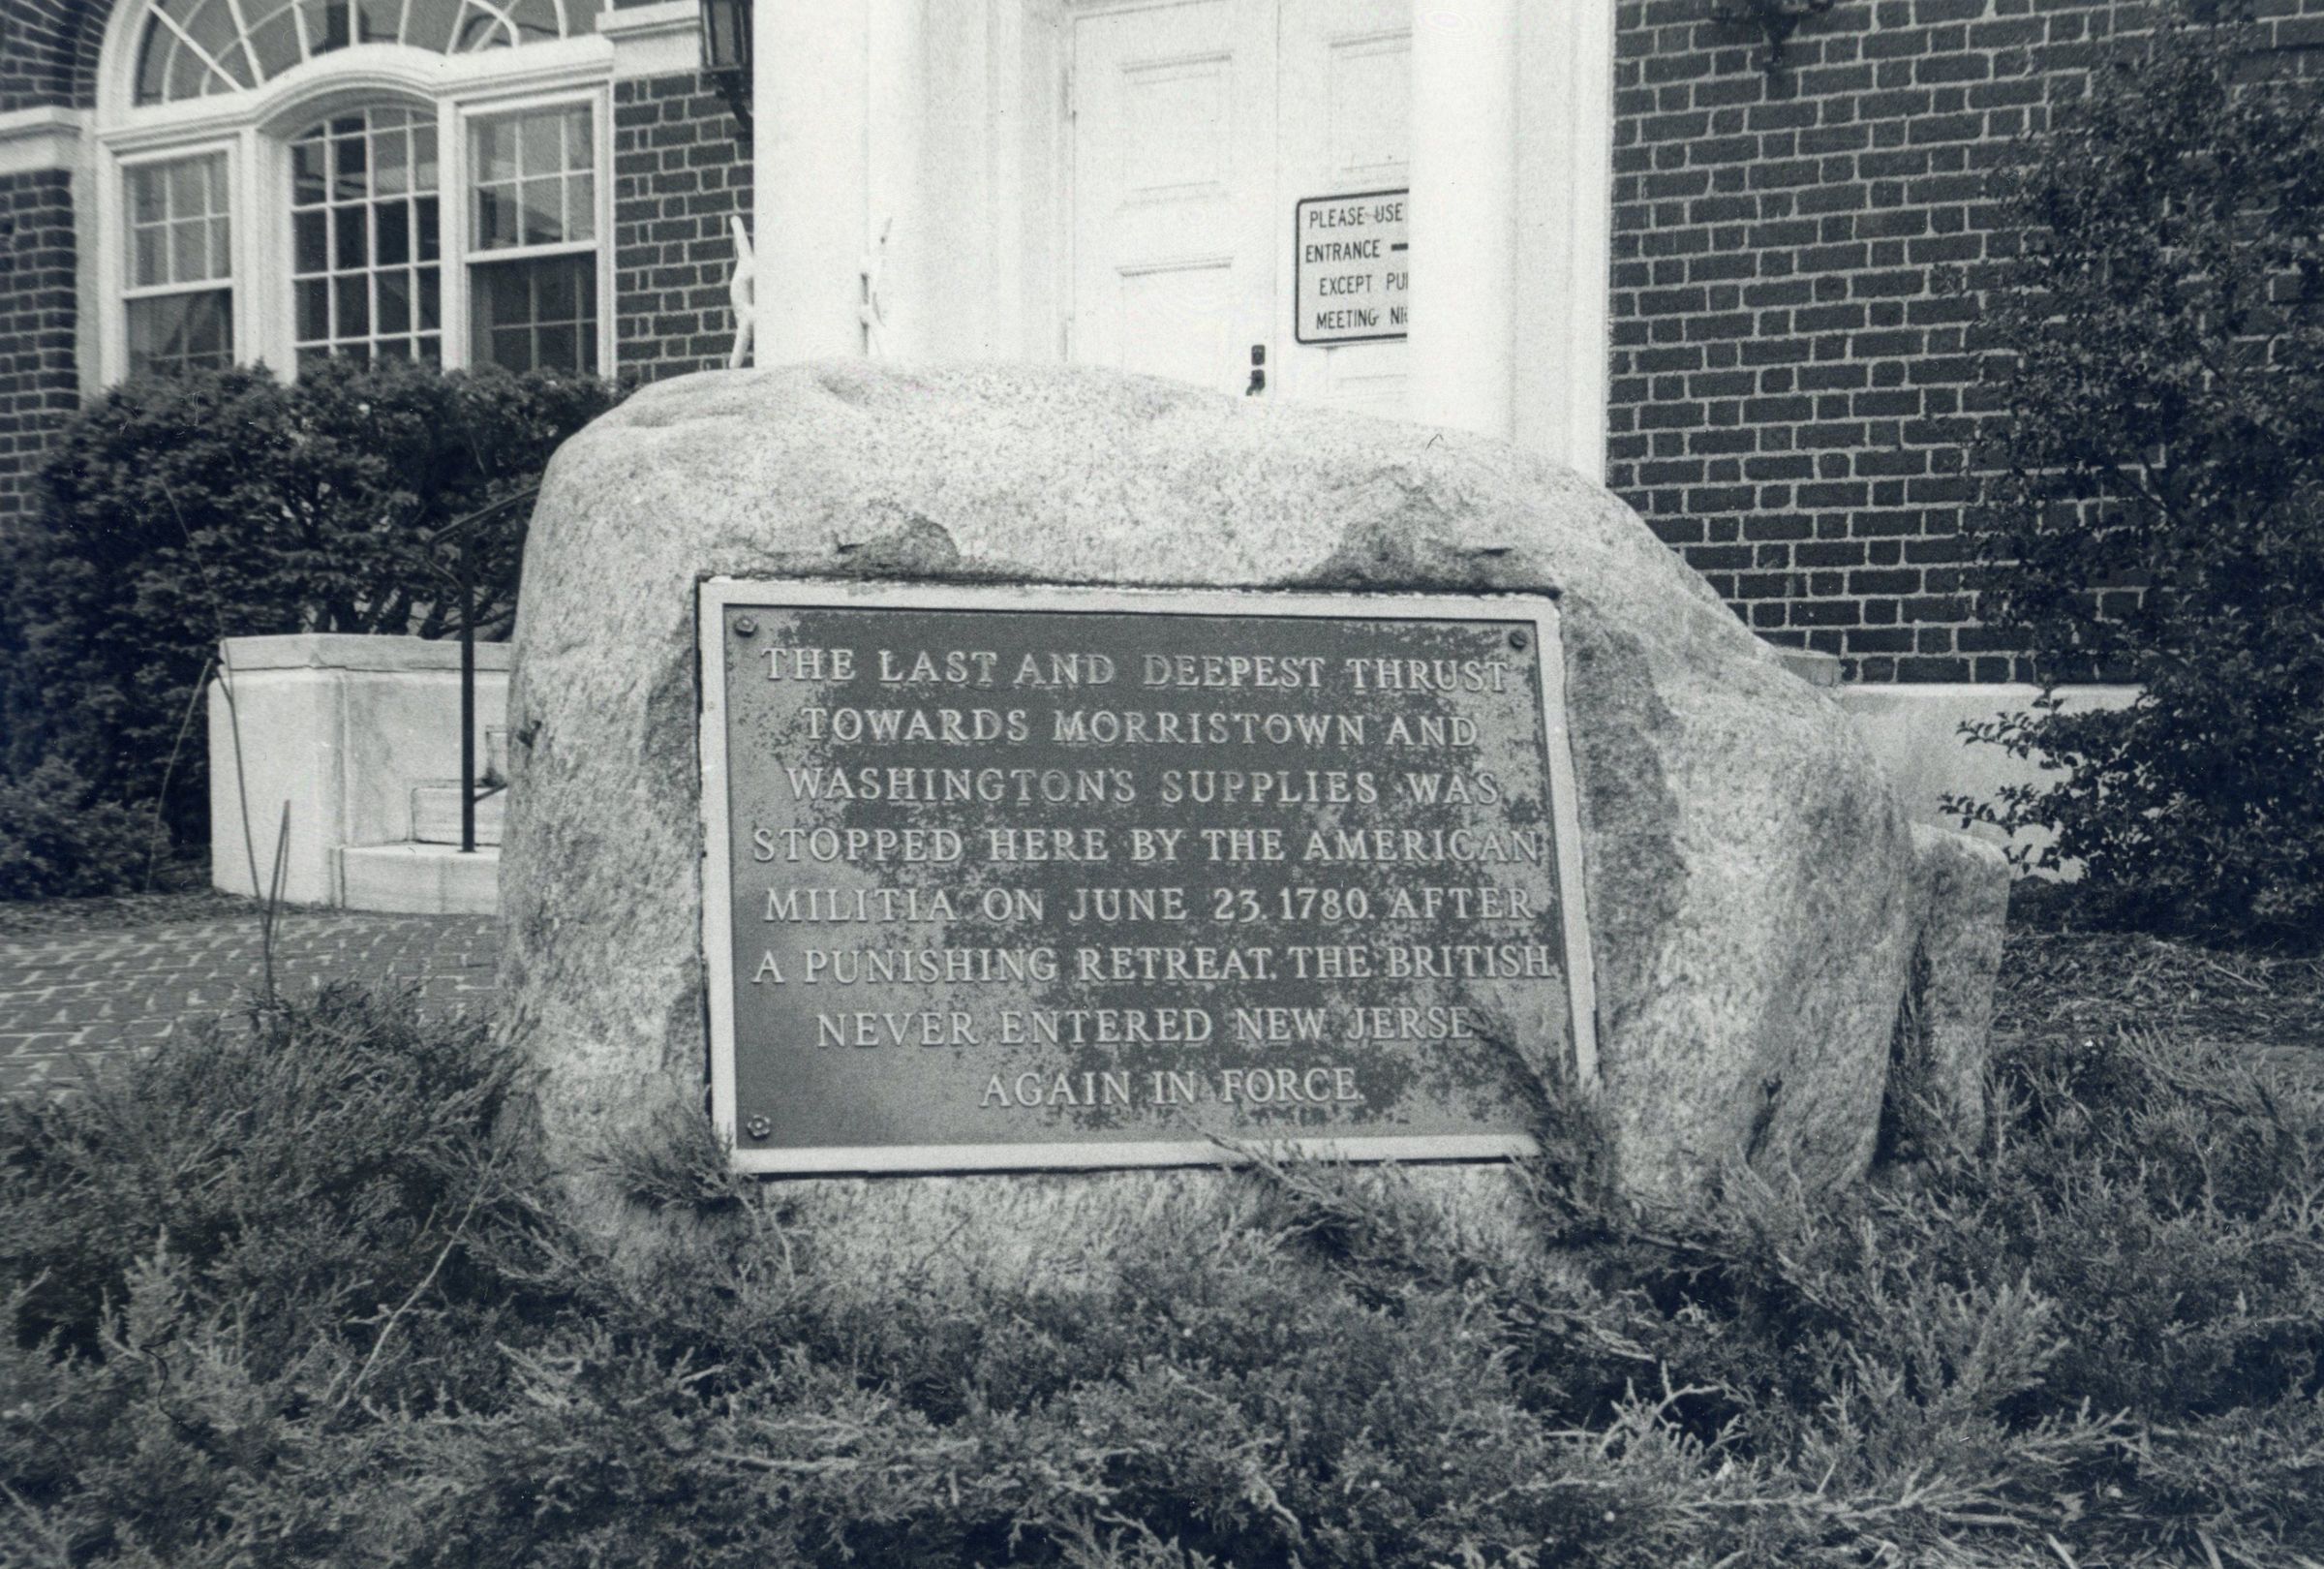 PLEASE USE
ENTRANCE
EXCEPT
MEETING
THE LAST AND DEEPEST THRUST
TOWARDS MORRISTOWN AND
WASHINGTON'S SUPPLIES WAS
STOPPED HERE BY THE AMERICAN
MILITIA ON JUNE 23, 1780. AFTER
A PUNISHING RETREAT, THE BRITISH
NEVER ENTERED NEW JERSEY
AGAIN IN FORCE.